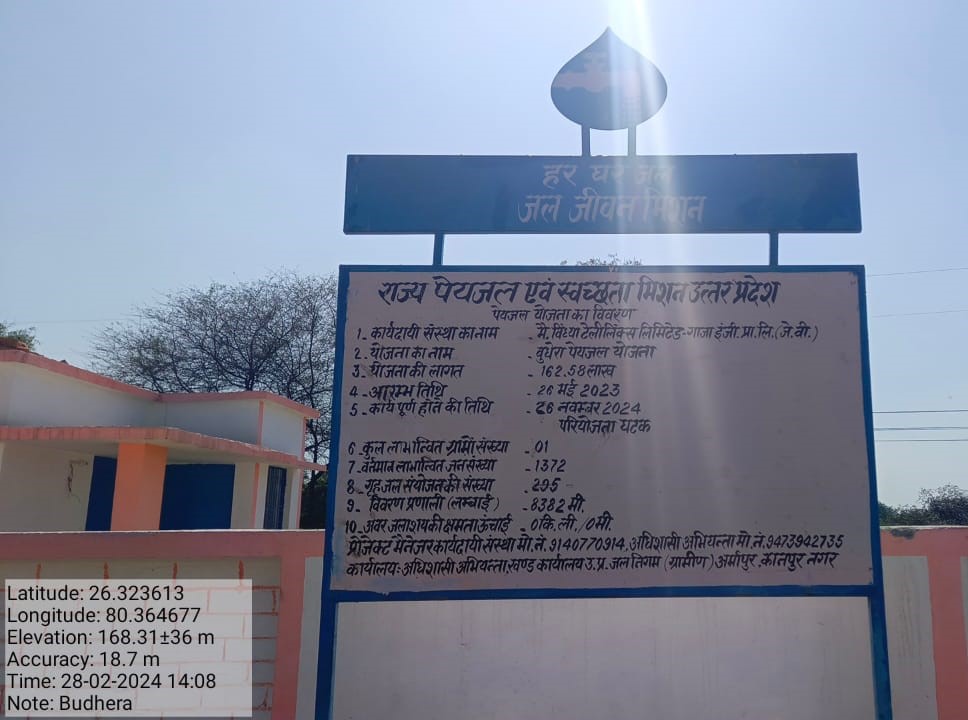 हर घर जल
जल जीवन मिशन
राज्य पेयजल एवं स्वच्छता मिशन उत्तर प्रदेश
पेयजल योजना का विवरण
1. कार्यदायी संस्था का नाम - मै. विंध्या टेलीलिंक्स लिमिटेड-गाजा इंजी. प्रा. लि. (जे. वी.)
2. योजना का नाम - बुधेरा पेयजल योजना
3. योजना की लागत - 162.58 लाख
4. आरम्भ तिथि - 26 मई 2023
5. कार्य पूर्ण होने की तिथि - 26 नवम्बर 2024
परियोजना घटक
6. कुल लाभान्वित ग्रामों संख्या - 01
7. वर्तमान लाभान्वित जन संख्या - 1372
8. गृह जल संयोजन की संख्या - 295
9. विवरण प्रणाली (लम्बाई) - 8382 मी.
10. अवर जलाशय की क्षमता ऊंचाई - 0 कि. ली. / 0 मी.
प्रोजेक्ट मैनेजर कार्यदायी संस्था मो. नं. 9140770914, अधिशासी अभियन्ता मो. नं. 9473942735
कार्यालय: अधिशासी अभियन्ता, खण्ड कार्यालय उ. प्र. जल निगम (ग्रामीण) अर्मापुर, कानपुर नगर
Latitude: 26.323613
Longitude: 80.364677
Elevation: 168.31±36 m
Accuracy: 18.7 m
Time: 28-02-2024 14:08
Note: Budhera